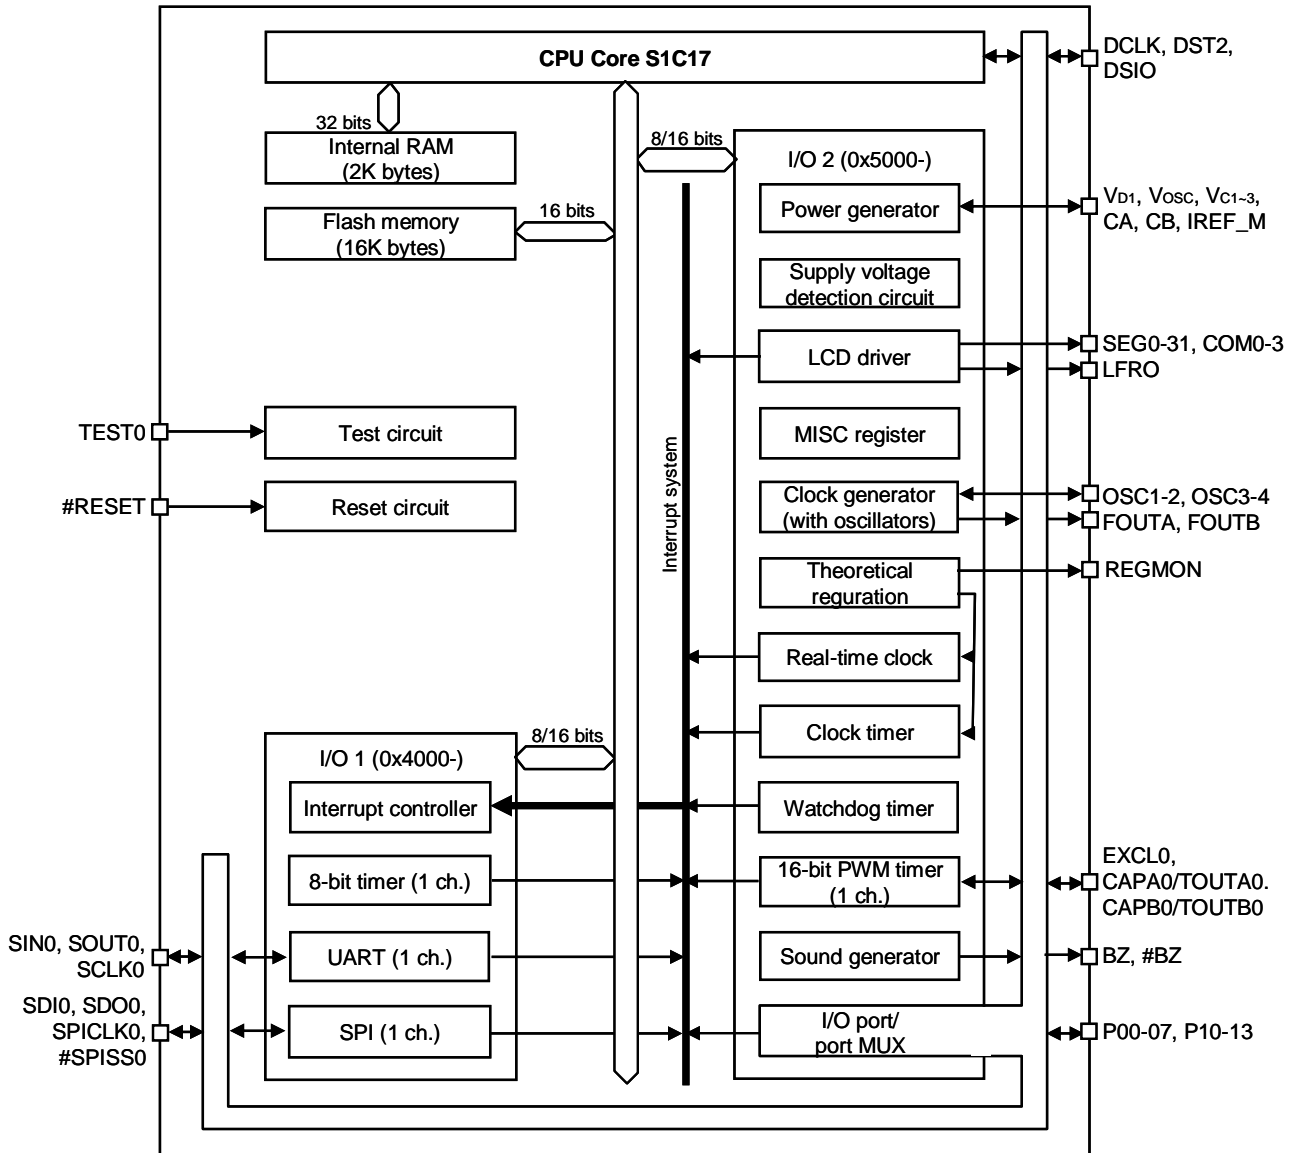 CPU Core S1C17
DCLK, DST2,
DSIO
32 bits
Internal RAM
(2K bytes)
8/16 bits
I/O 2 (0x5000-)
Flash memory
(16K bytes)
16 bits
Power generator
VD1, VOSC, VC1~3,
CA, CB, IREF_M
Supply voltage
detection circuit
LCD driver
SEG0-31, COM0-3
LFRO
TEST0
Test circuit
MISC register
Interrupt system
#RESET
Reset circuit
Clock generator
(with oscillators)
OSC1-2, OSC3-4
FOUTA, FOUTB
Theoretical
reguration
REGMON
Real-time clock
Clock timer
8/16 bits
I/O 1 (0x4000-)
Interrupt controller
Watchdog timer
8-bit timer (1 ch.)
16-bit PWM timer
(1 ch.)
EXCL0,
CAPA0/TOUTA0.
CAPB0/TOUTB0
SIN0, SOUT0,
SCLK0
UART (1 ch.)
Sound generator
BZ, #BZ
SDI0, SDO0,
SPICLK0,
#SPISS0
SPI (1 ch.)
I/O port/
port MUX
P00-07, P10-13